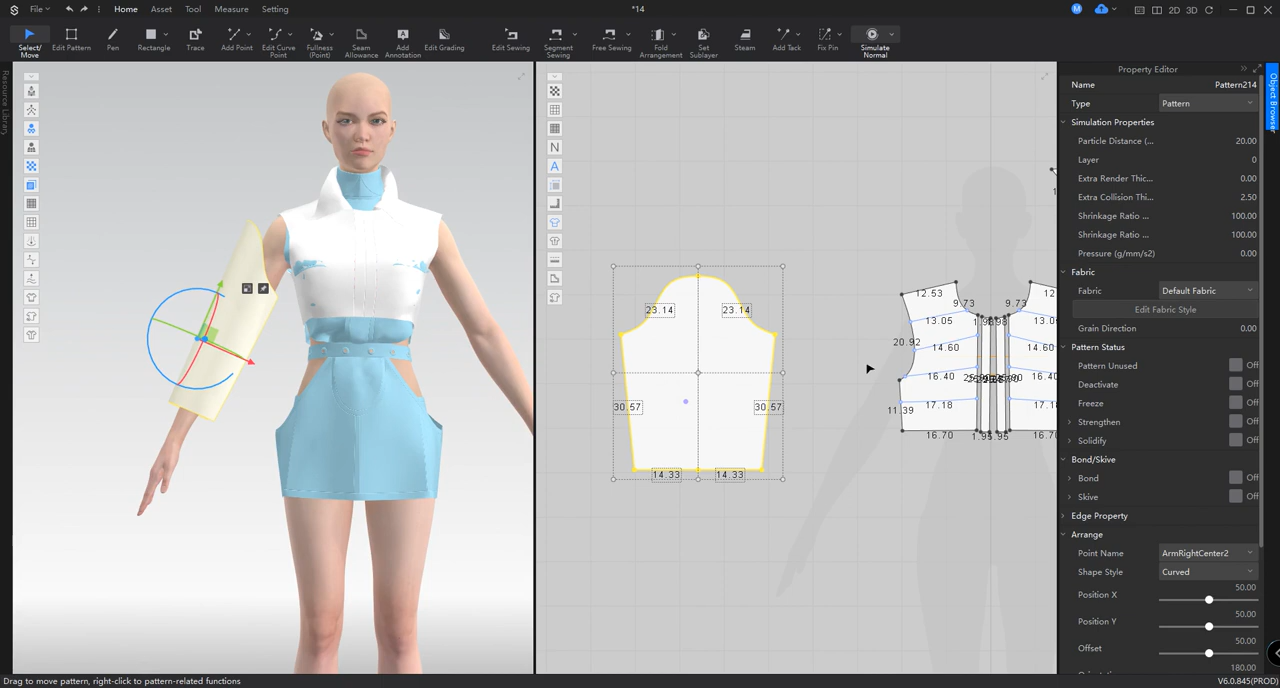 File
Home
Asset
Tool
Measure
Setting
*14
M
2D
3D
Select/
Move
Edit Pattern
Pen
Rectangle
Trace
Add Point
Edit Curve
Point
Fullness
(Point)
Seam
Allowance
Add
Annotation
Edit Grading
Edit Sewing
Segment
Sewing
Free Sewing
Fold
Arrangement
Set
Sublayer
Steam
Add Tack
Fix Pin
Simulate
Normal
Resource Library
N
A
23.14
23.14
30.57
30.57
14.33
14.33
12.53
9.73
9.73
13.05
20.92
14.60
16.40
11.39
17.18
16.70
14.60
16.40
Property Editor
Object Browser
Name
Pattern214
Type
Pattern
Simulation Properties
Particle Distance (...
20.00
Layer
0
Extra Render Thic...
0.00
Extra Collision Thi...
2.50
Shrinkage Ratio ...
100.00
Shrinkage Ratio ...
100.00
Pressure (g/mm/s2)
0.00
Fabric
Fabric
Default Fabric
Edit Fabric Style
Grain Direction
0.00
Pattern Status
Pattern Unused
Off
Deactivate
Off
Freeze
Off
Strengthen
Off
Solidify
Off
Bond/Skive
Bond
Off
Skive
Off
Edge Property
Arrange
Point Name
ArmRightCenter2
Shape Style
Curved
Position X
50.00
Position Y
50.00
Offset
50.00
180.00
Drag to move pattern, right-click to pattern-related functions
V6.0.845(PROD)